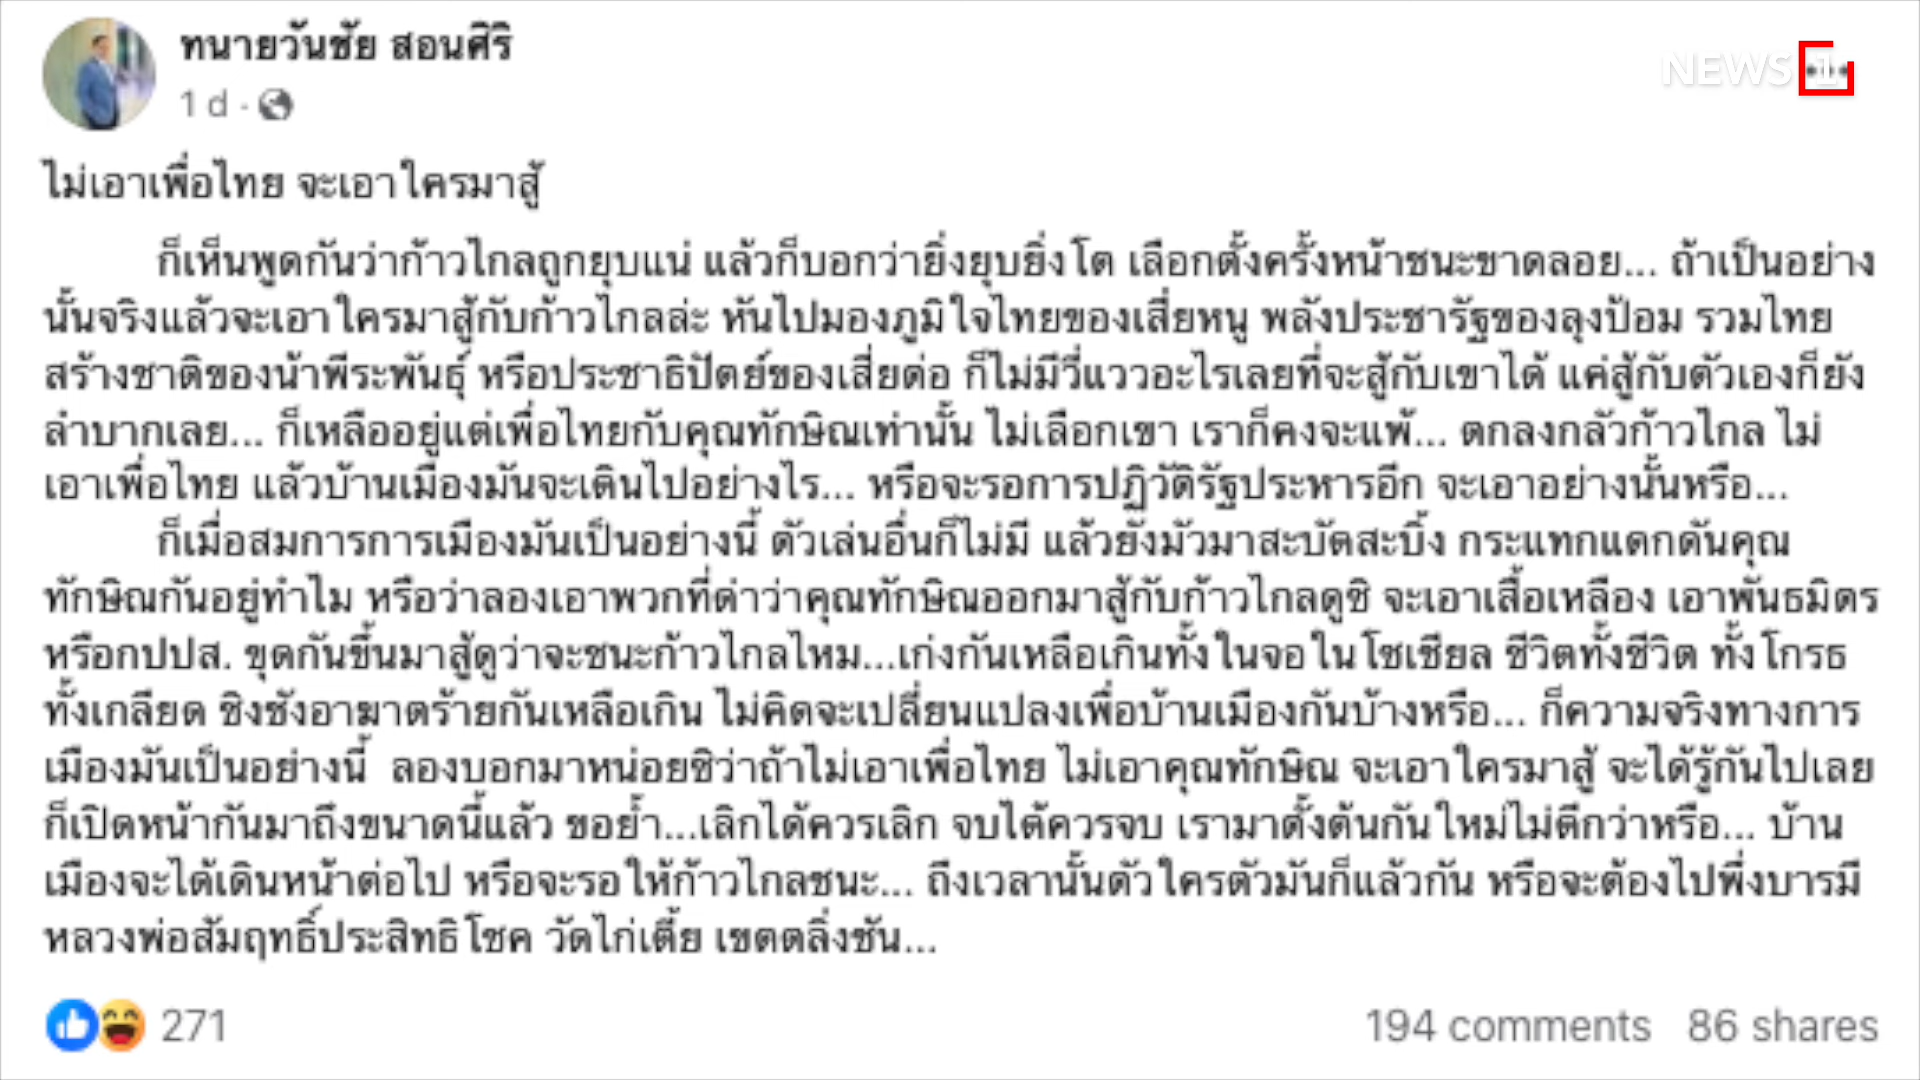 ทนายวันชัย สอนศิริ
NEWS 1
1 d ·
ไม่เอาเพื่อไทย จะเอาใครมาสู้
ก็เห็นพูดกันว่าก้าวไกลถูกยุบแน่ แล้วก็บอกว่ายิ่งยุบยิ่งโต เลือกตั้งครั้งหน้าชนะขาดลอย... ถ้าเป็นอย่าง
นั้นจริงแล้วจะเอาใครมาสู้กับก้าวไกลล่ะ หันไปมองภูมิใจไทยของเสี่ยหนู พลังประชารัฐของลุงป้อม รวมไทย
สร้างชาติของน้าพีระพันธุ์ หรือประชาธิปัตย์ของเสี่ยต่อ ก็ไม่มีวี่แววอะไรเลยที่จะสู้กับเขาได้ แค่สู้กับตัวเองก็ยัง
ลำบากเลย... ก็เหลืออยู่แต่เพื่อไทยกับคุณทักษิณเท่านั้น ไม่เลือกเขา เราก็คงจะแพ้... ตกลงกลัวก้าวไกล ไม่
เอาเพื่อไทย แล้วบ้านเมืองมันจะเดินไปอย่างไร... หรือจะรอการปฏิวัติรัฐประหารอีก จะเอาอย่างนั้นหรือ...
ก็เมื่อสมการการเมืองมันเป็นอย่างนี้ ตัวเล่นอื่นก็ไม่มี แล้วยังมัวมาสะบัดสะบิ้ง กระแทกแดกดันคุณ
ทักษิณกันอยู่ทำไม หรือว่าลองเอาพวกที่ด่าว่าคุณทักษิณออกมาสู้กับก้าวไกลดูซิ จะเอาเสื้อเหลือง เอาพันธมิตร
หรือกปปส. ขุดกันขึ้นมาสู้ดูว่าจะชนะก้าวไกลไหม...เก่งกันเหลือเกินทั้งในจอในโซเชียล ชีวิตทั้งชีวิต ทั้งโกรธ
ทั้งเกลียด ชิงชังอาฆาตร้ายกันเหลือเกิน ไม่คิดจะเปลี่ยนแปลงเพื่อบ้านเมืองกันบ้างหรือ... ก็ความจริงทางการ
เมืองมันเป็นอย่างนี้ ลองบอกมาหน่อยซิว่าถ้าไม่เอาเพื่อไทย ไม่เอาคุณทักษิณ จะเอาใครมาสู้ จะได้รู้กันไปเลย
ก็เปิดหน้ากันมาถึงขนาดนี้แล้ว ขอย้ำ...เลิกได้ควรเลิก จบได้ควรจบ เรามาตั้งต้นกันใหม่ไม่ดีกว่าหรือ... บ้าน
เมืองจะได้เดินหน้าต่อไป หรือจะรอให้ก้าวไกลชนะ... ถึงเวลานั้นตัวใครตัวมันก็แล้วกัน หรือจะต้องไปพึ่งบารมี
หลวงพ่อสัมฤทธิ์ประสิทธิโชค วัดไก่เตี้ย เขตตลิ่งชัน...
271 194 comments 86 shares